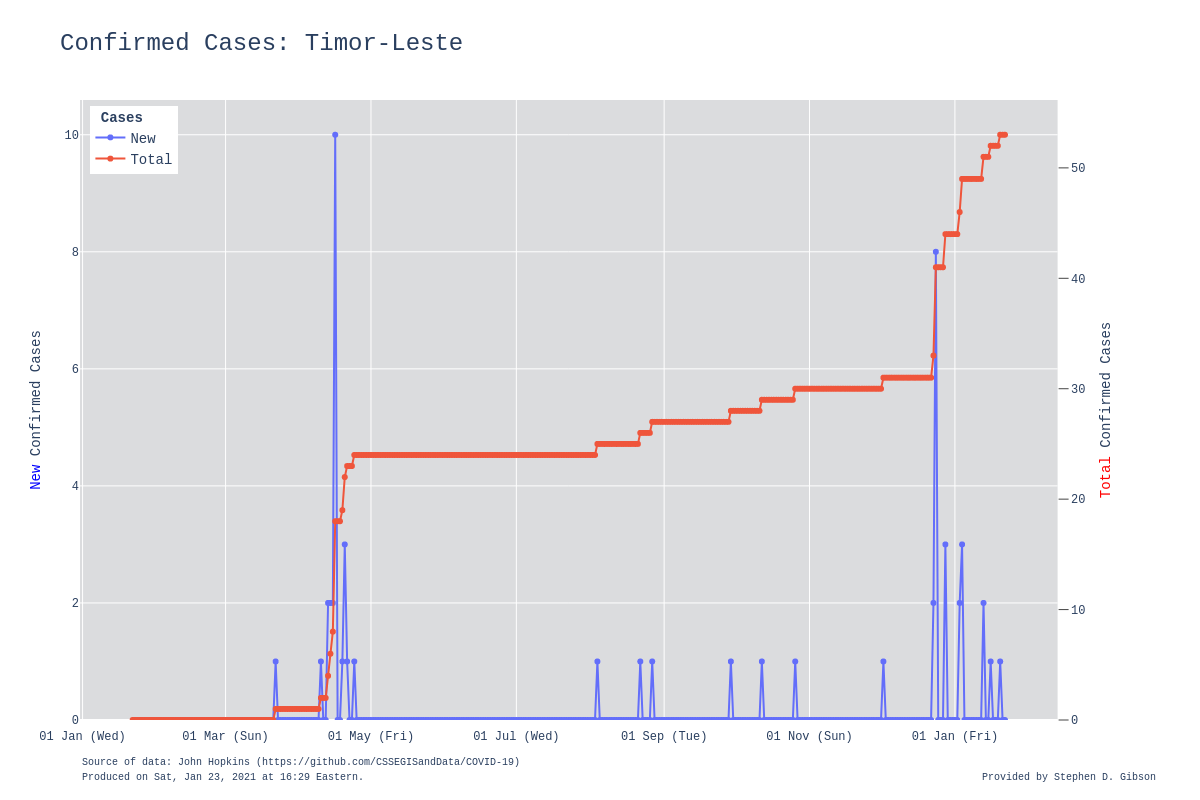 Confirmed Cases: Timor-Leste
Cases
New
Total
10
8
6
4
2
0
50
40
30
20
10
0
New Confirmed Cases
Total Confirmed Cases
01 Jan (Wed)
01 Mar (Sun)
01 May (Fri)
01 Jul (Wed)
01 Sep (Tue)
01 Nov (Sun)
01 Jan (Fri)
Source of data: John Hopkins (https://github.com/CSSEGISandData/COVID-19)
Produced on Sat, Jan 23, 2021 at 16:29 Eastern.
Provided by Stephen D. Gibson